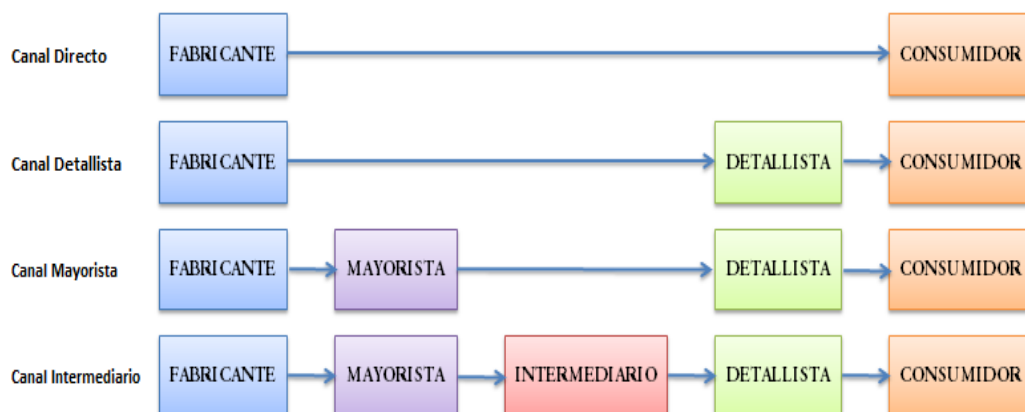 Canal Directo
FABRICANTE
CONSUMIDOR
Canal Detallista
FABRICANTE
DETALLISTA
CONSUMIDOR
Canal Mayorista
FABRICANTE
MAYORISTA
DETALLISTA
CONSUMIDOR
Canal Intermediario
FABRICANTE
MAYORISTA
INTERMEDIARIO
DETALLISTA
CONSUMIDOR